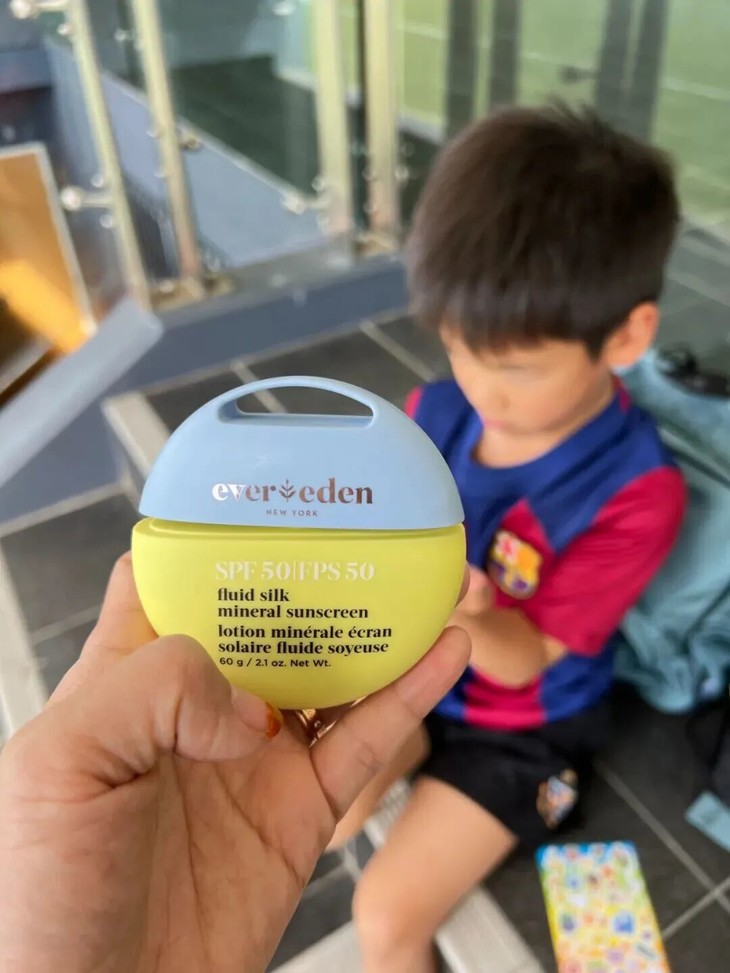 ever eden
NEW YORK
SPF 50|FPS 50
fluid silk
mineral sunscreen
lotion minérale écran
solaire fluide soyeuse
60 g / 2.1 oz. Net Wt.